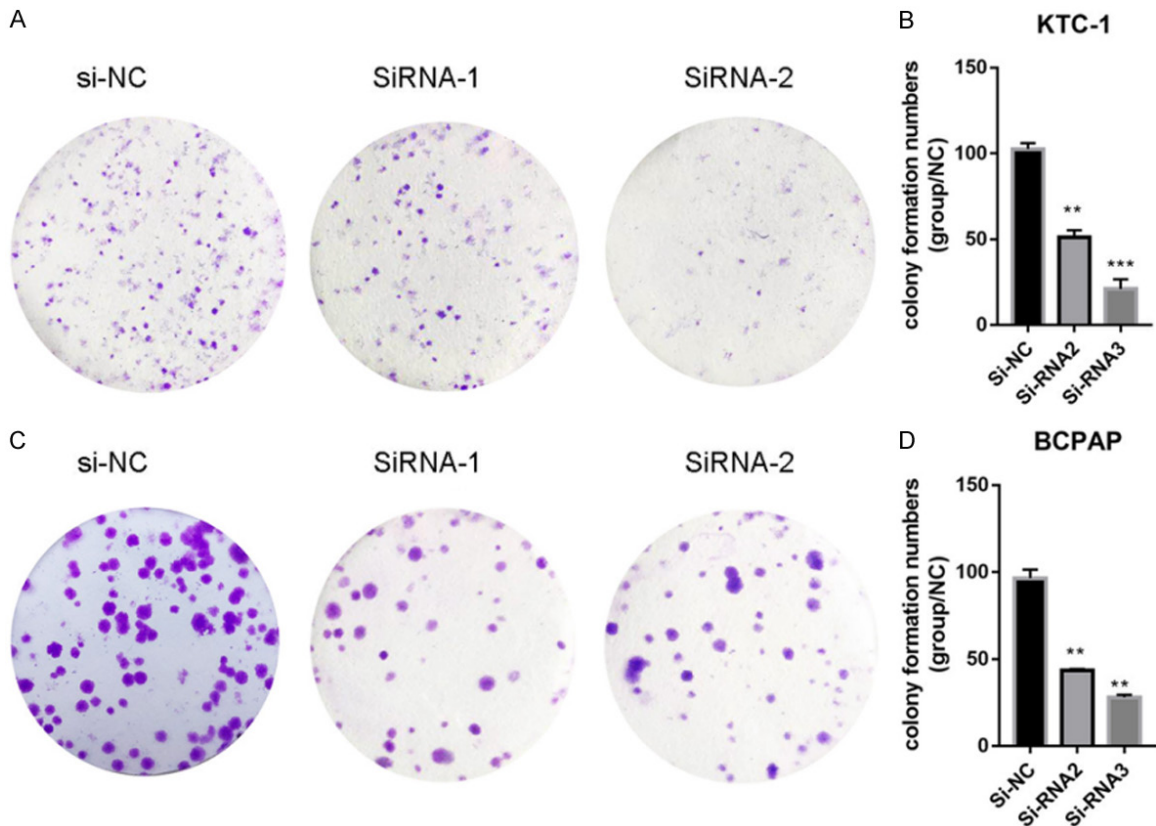 A
si-NC SiRNA-1 SiRNA-2
B
KTC-1
colony formation numbers
(group/NC)
150
100
50
0
**
***
Si-NC
Si-RNA2
Si-RNA3
C
si-NC SiRNA-1 SiRNA-2
D
BCPAP
colony formation numbers
(group/NC)
150
100
50
0
**
**
Si-NC
Si-RNA2
Si-RNA3